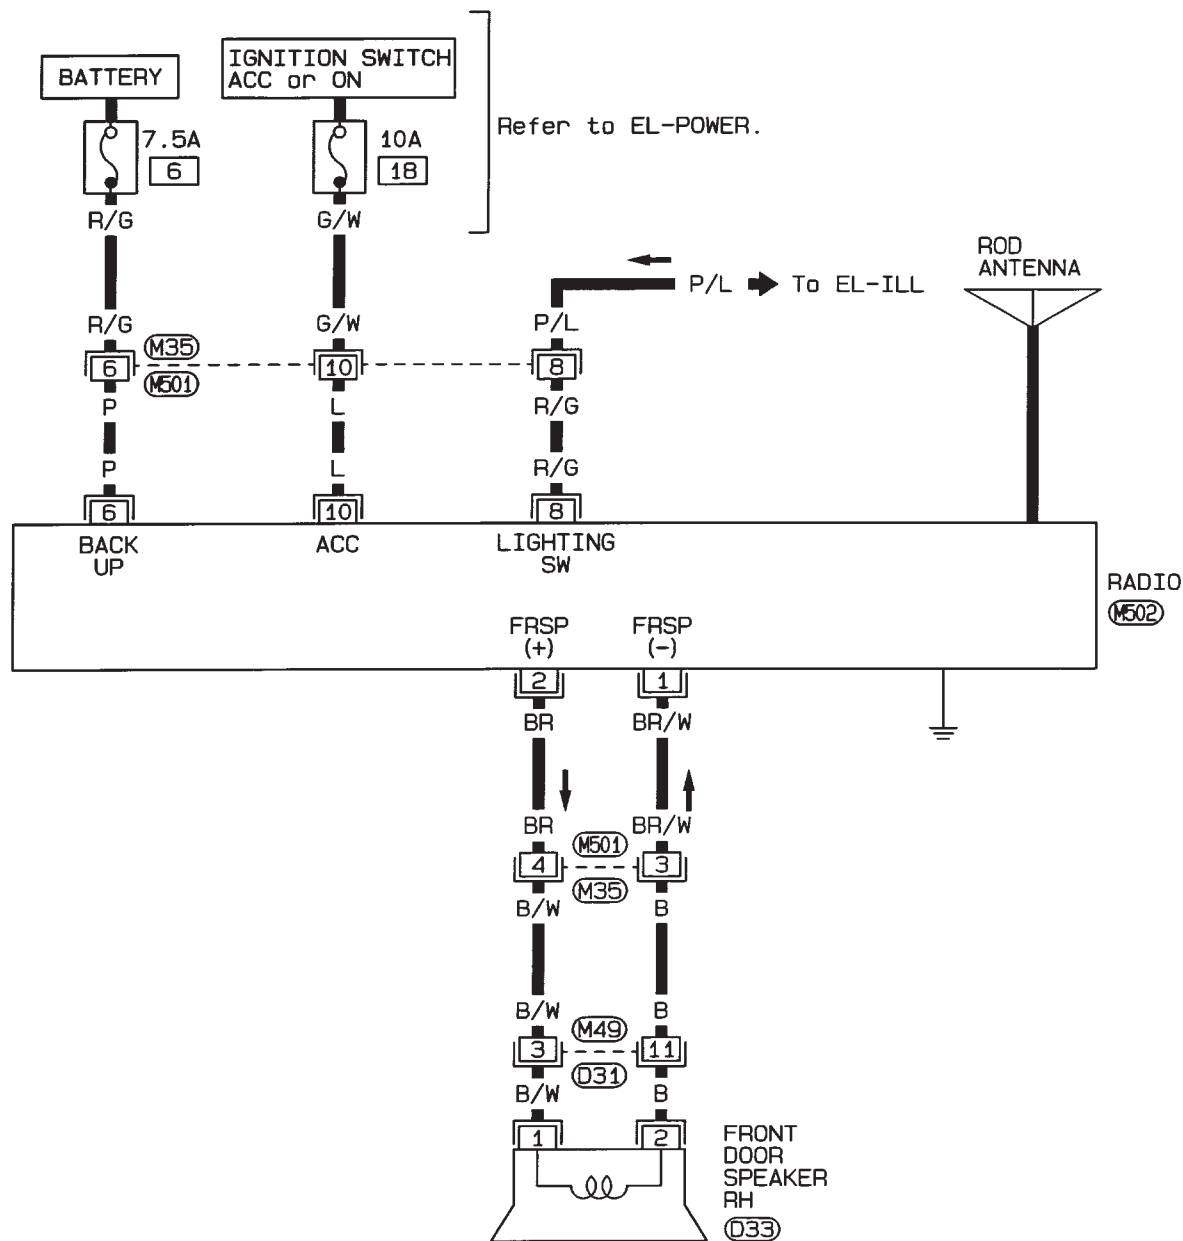 BATTERY
IGNITION SWITCH
ACC or ON
7.5A
6
10A
18
Refer to EL-POWER.
R/G
G/W
ROD
ANTENNA
P/L
To EL-ILL
R/G
G/W
P/L
M35
6
10
8
M501
P
L
R/G
P
L
R/G
6
10
8
BACK
UP
ACC
LIGHTING
SW
RADIO
M502
FRSP
(+)
FRSP
(-)
2
1
BR
BR/W
BR
BR/W
M501
4
3
M35
B/W
B
B/W
B
M49
3
11
D31
B/W
B
1
2
FRONT
DOOR
SPEAKER
RH
D33